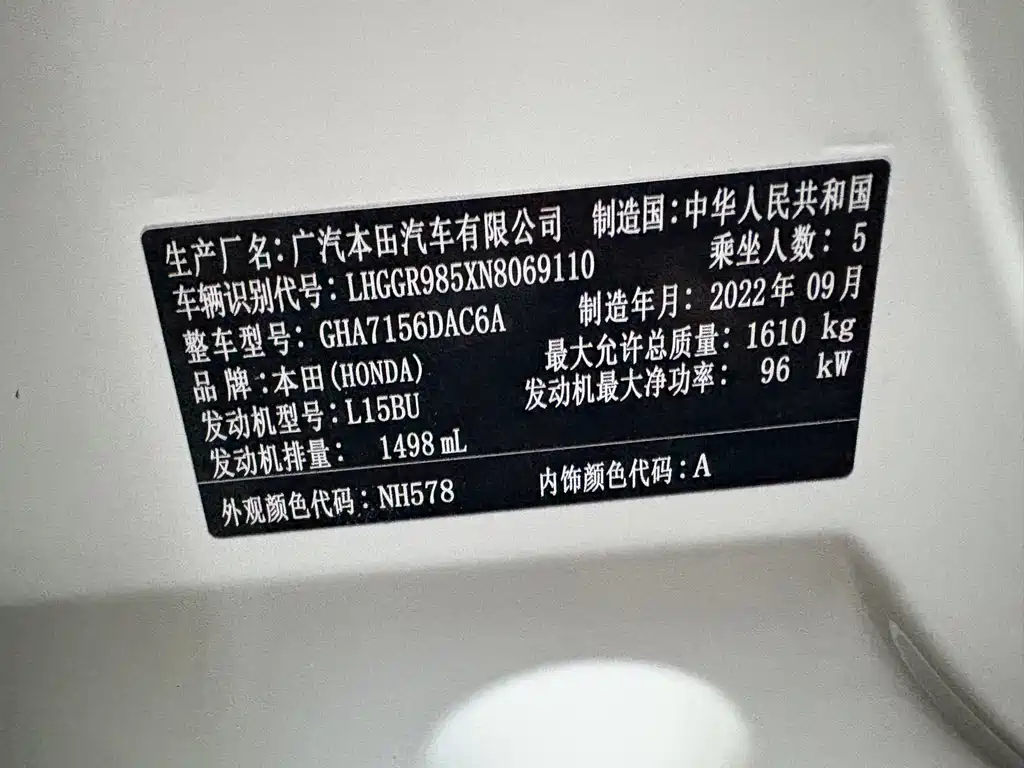 生产厂名:广汽本田汽车有限公司 制造国:中华人民共和国
车辆识别代号:LHGGR985XN8069110 乘坐人数: 5
整车型号: GHA7156DAC6A 制造年月: 2022年 09月
品 牌:本田(HONDA) 最大允许总质量: 1610 kg
发动机型号:L15BU 发动机最大净功率: 96 kW
发动机排量: 1498mL
外观颜色代码: NH578 内饰颜色代码:A